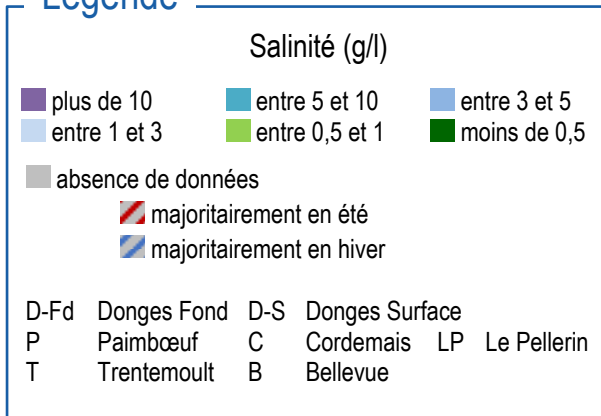 Légende
Salinité (g/l)
plus de 10 entre 5 et 10 entre 3 et 5
entre 1 et 3 entre 0,5 et 1 moins de 0,5
absence de données
majoritairement en été
majoritairement en hiver
D-Fd Donges Fond D-S Donges Surface
P Paimbœuf C Cordemais LP Le Pellerin
T Trentemoult B Bellevue